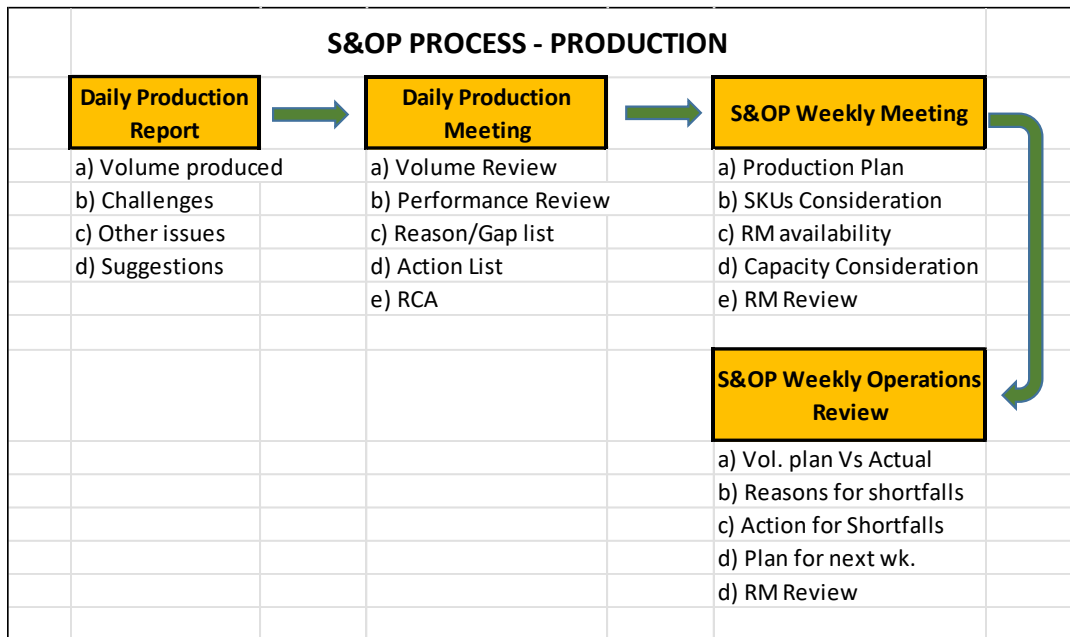 S&OP PROCESS - PRODUCTION
Daily Production
Report
a) Volume produced
b) Challenges
c) Other issues
d) Suggestions
Daily Production
Meeting
a) Volume Review
b) Performance Review
c) Reason/Gap list
d) Action List
e) RCA
S&OP Weekly Meeting
a) Production Plan
b) SKUs Consideration
c) RM availability
d) Capacity Consideration
e) RM Review
S&OP Weekly Operations
Review
a) Vol. plan Vs Actual
b) Reasons for shortfalls
c) Action for Shortfalls
d) Plan for next wk.
d) RM Review